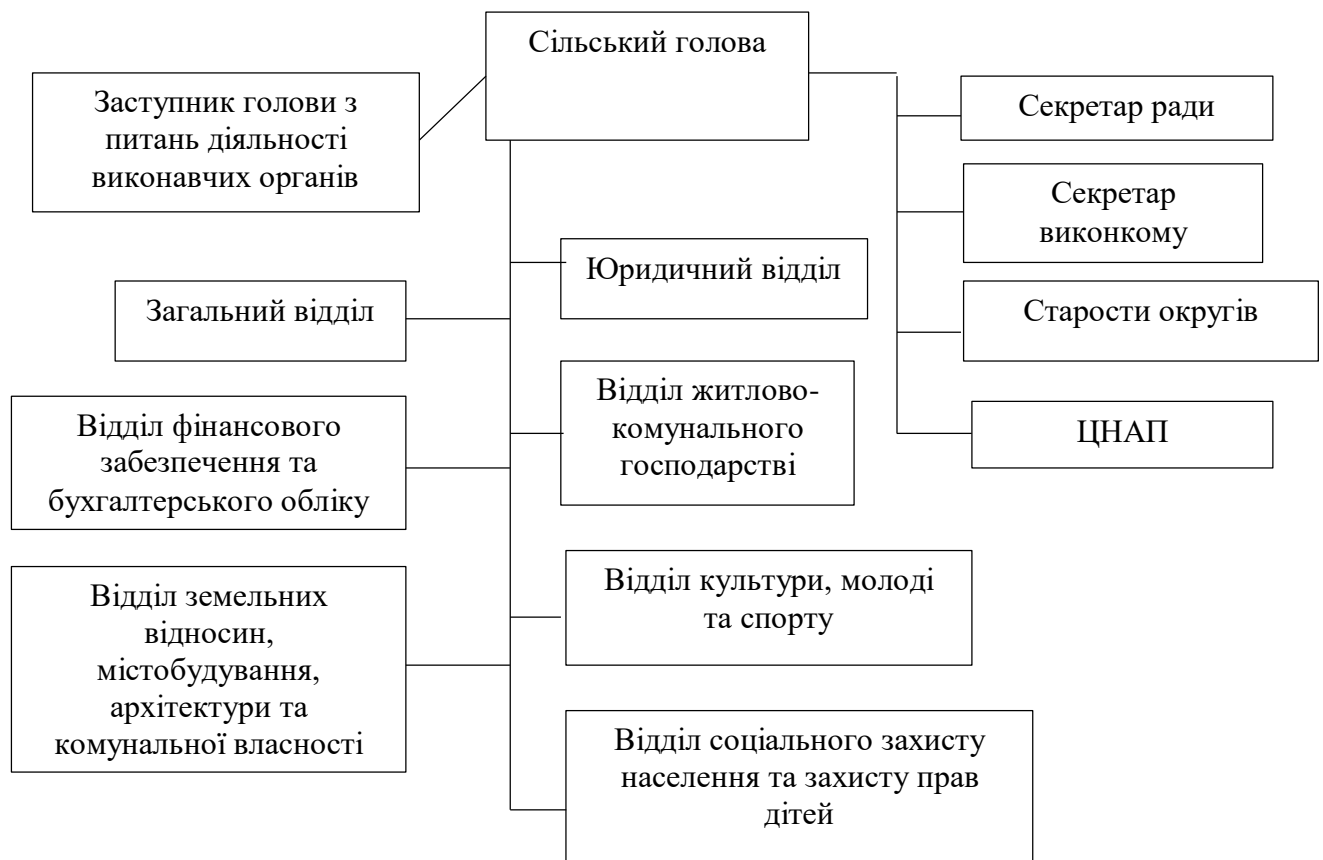 Сільський голова
Заступник голови з
питань діяльності
виконавчих органів
Секретар ради
Секретар
виконкому
Юридичний відділ
Загальний відділ
Старости округів
Відділ житлово-
комунального
господарстві
Відділ фінансового
забезпечення та
бухгалтерського обліку
ЦНАП
Відділ культури, молоді
та спорту
Відділ земельних
відносин,
містобудування,
архітектури та
комунальної власності
Відділ соціального захисту
населення та захисту прав
дітей